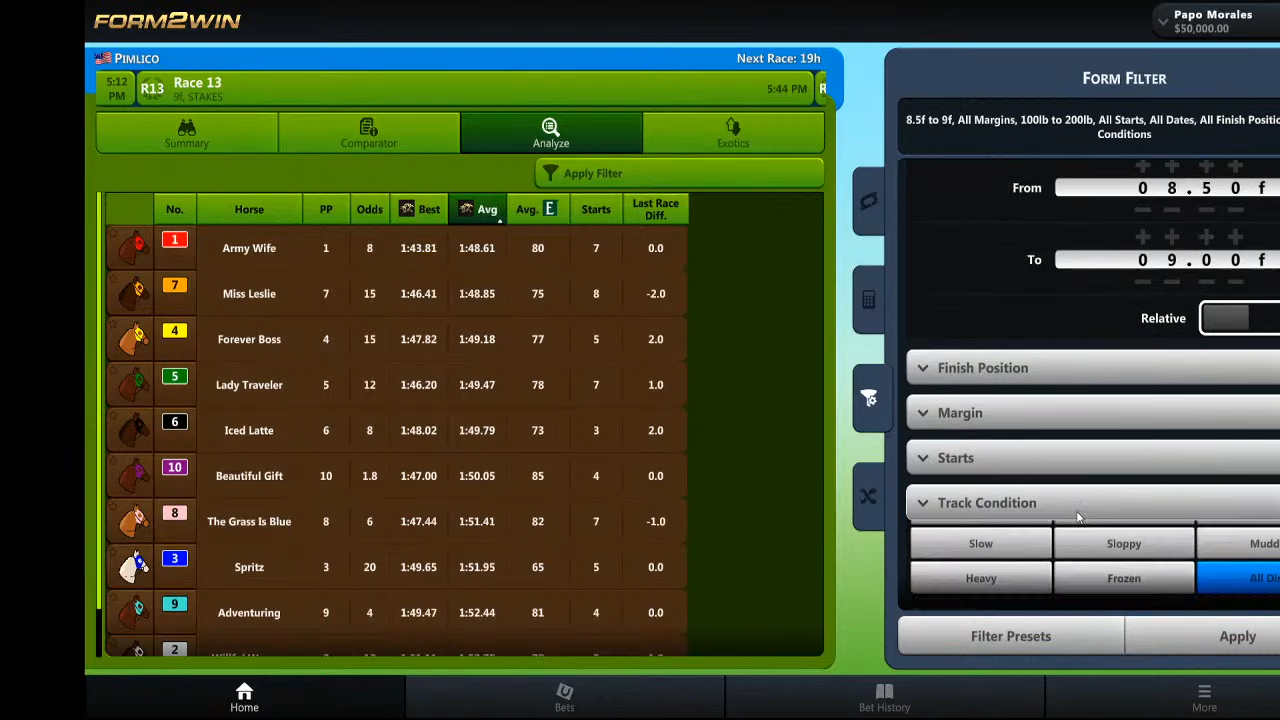 FORM2WIN
Papo Morales
$50,000.00
PIMLICO
Next Race: 19h
5:12 PM
R13
Race 13
9f, STAKES
5:44 PM
R
Summary
Comparator
Analyze
Exotics
Apply Filter
No. Horse PP Odds Best Avg Avg. E Starts Last Race Diff.
1 Army Wife 1 8 1:43.81 1:48.61 80 7 0.0
7 Miss Leslie 7 15 1:46.41 1:48.85 75 8 -2.0
4 Forever Boss 4 15 1:47.82 1:49.18 77 5 2.0
5 Lady Traveler 5 12 1:46.20 1:49.47 78 7 1.0
6 Iced Latte 6 8 1:48.02 1:49.79 73 3 2.0
10 Beautiful Gift 10 1.8 1:47.00 1:50.05 85 4 0.0
8 The Grass Is Blue 8 6 1:47.44 1:51.41 82 7 -1.0
3 Spritz 3 20 1:49.65 1:51.95 65 5 0.0
9 Adventuring 9 4 1:49.47 1:52.44 81 4 0.0
2
FORM FILTER
8.5f to 9f, All Margins, 100lb to 200lb, All Starts, All Dates, All Finish Positio
Conditions
From 0 8 . 5 0 f
To 0 9 . 0 0 f
Relative
Finish Position
Margin
Starts
Track Condition
Slow Sloppy Mudd
Heavy Frozen All Di
Filter Presets
Apply
Home
Bets
Bet History
More